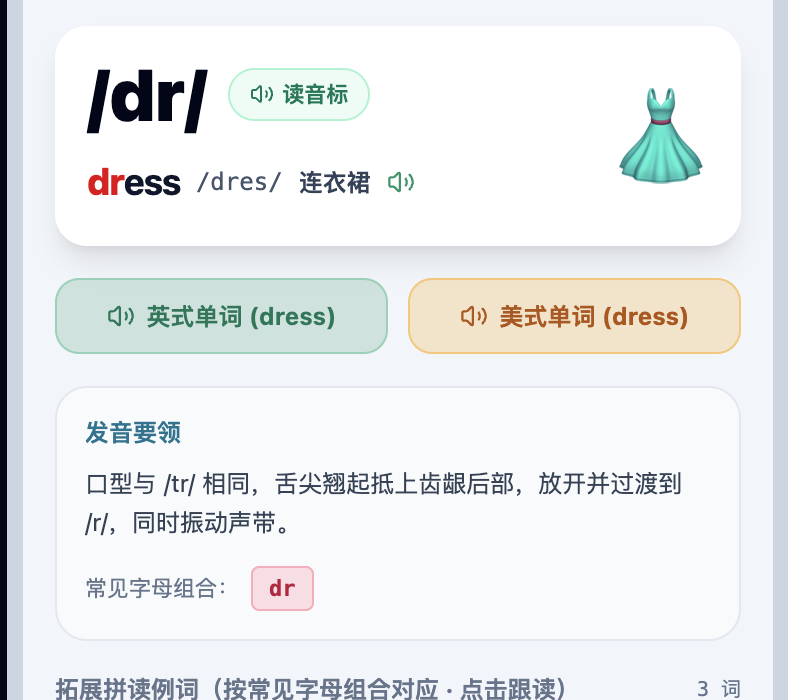 /dr/ 读音标
dress /dres/ 连衣裙
英式单词 (dress) 美式单词 (dress)
发音要领
口型与 /tr/ 相同，舌尖翘起抵上齿龈后部，放开并过渡到
/r/，同时振动声带。
常见字母组合： dr
拓展拼读例词（按常见字母组合对应 · 点击跟读） 3 词